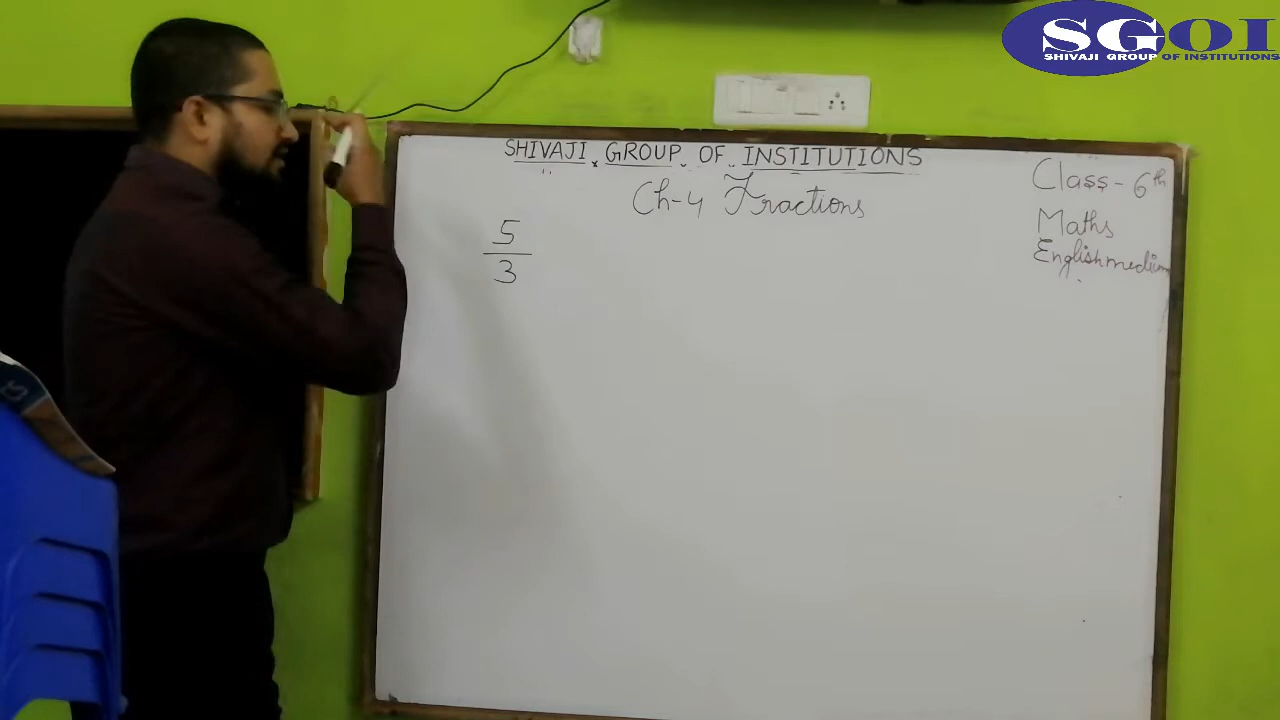 SGOI
SHIVAJI GROUP OF INSTITUTIONS
SHIVAJI GROUP OF INSTITUTIONS
Class - 6th
Ch-4 Fractions
Maths
English medium
5
3